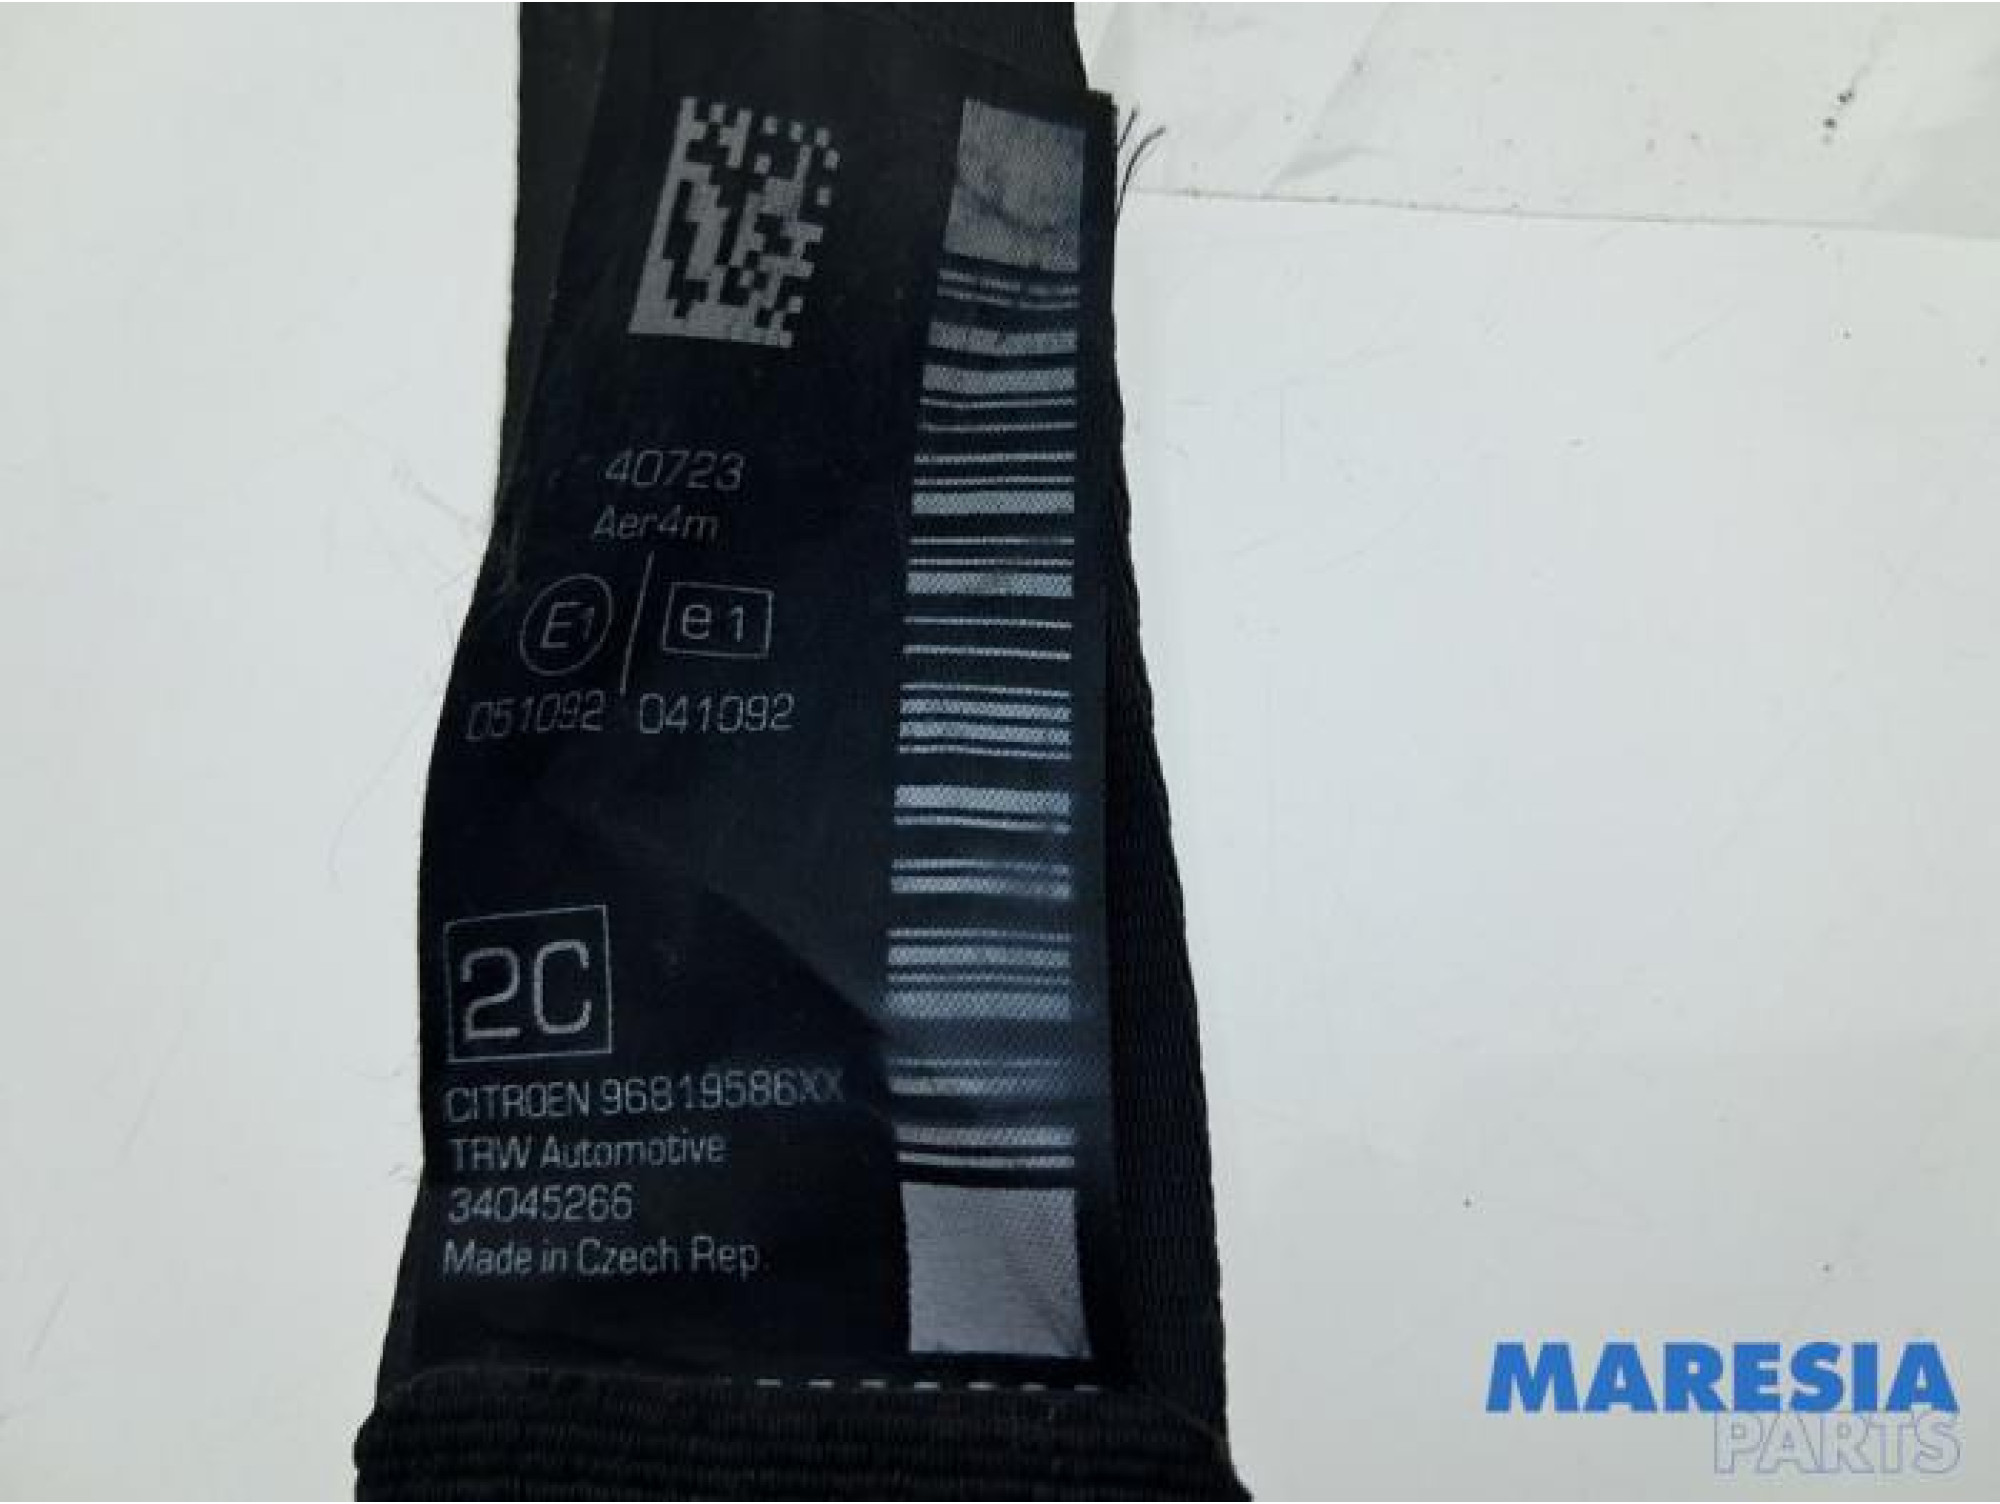 40723
Aer4m
E1 e1
051092 041092
2C
CITROEN 96819586XX
TRW Automotive
34045266
Made in Czech Rep.
MARESIA
PARTS